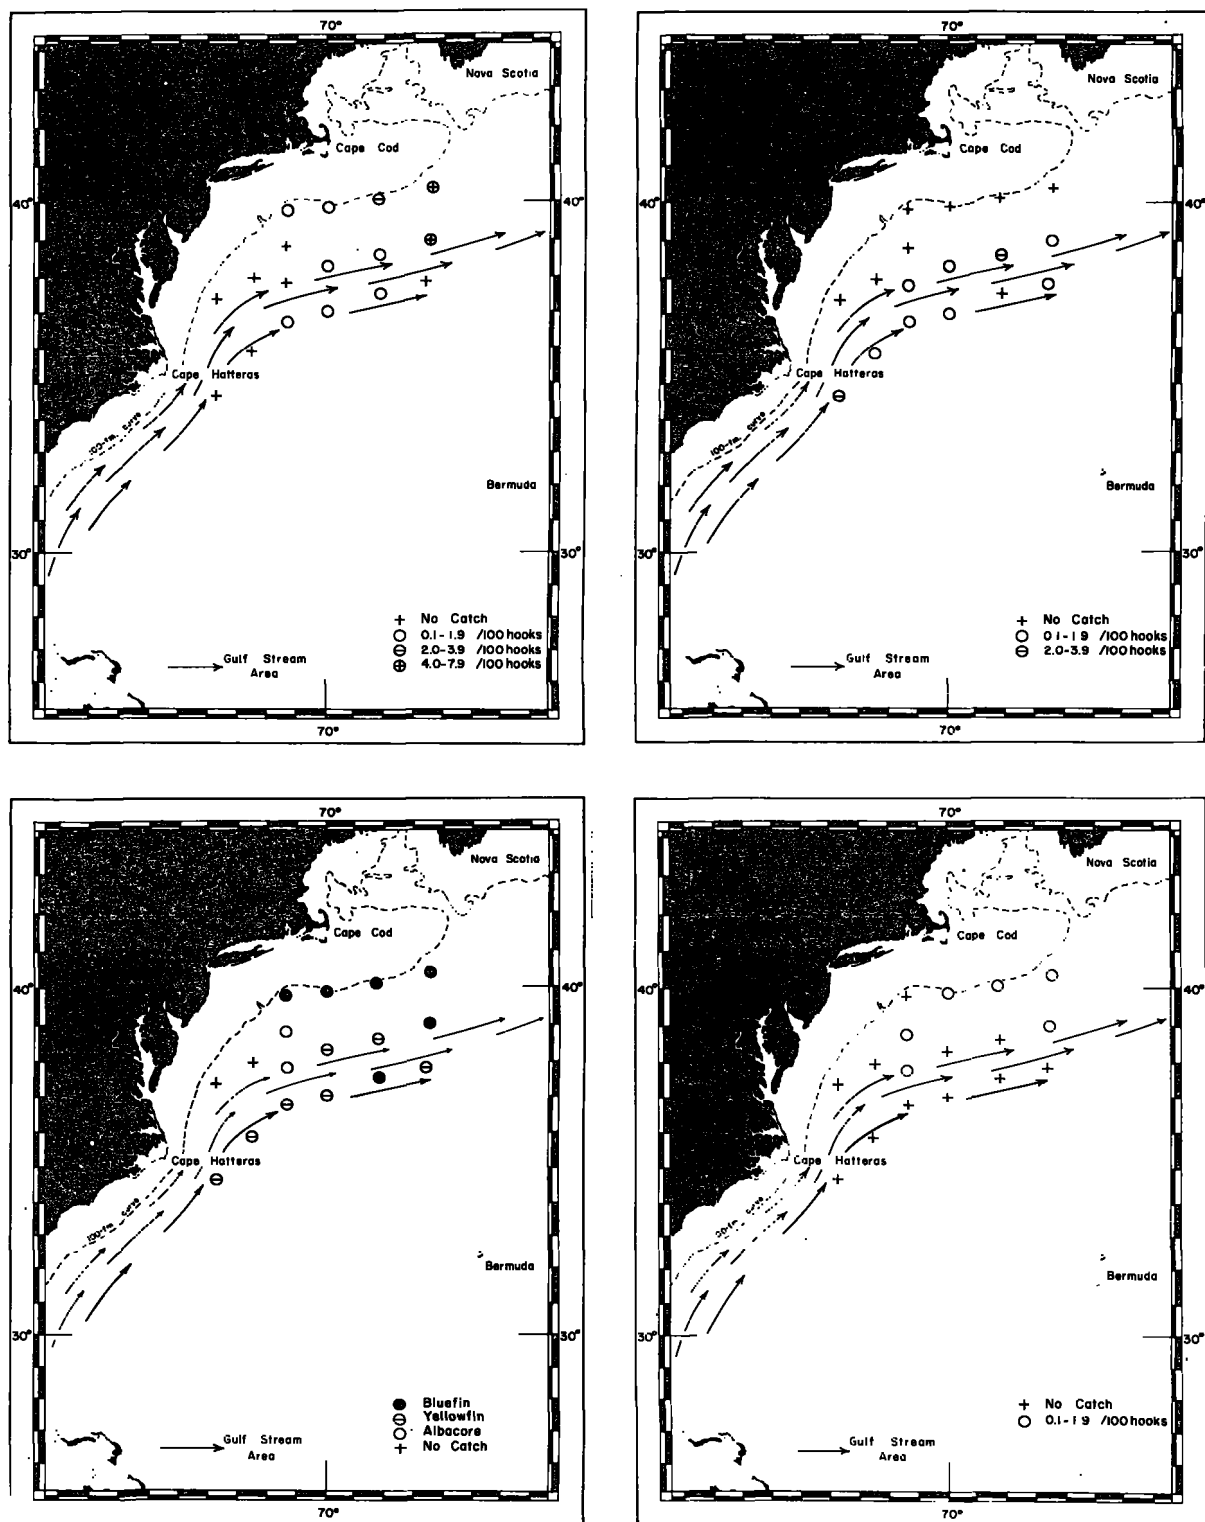 70°
Nova Scotia
Cape Cod
40°
40°
Cape Hatteras
100-fm. curve
Bermuda
30°
30°
+ No Catch
O 0.1-1.9 /100 hooks
⊖ 2.0-3.9 /100 hooks
⊕ 4.0-7.9 /100 hooks
Gulf Stream
Area
70°
70°
Nova Scotia
Cape Cod
40°
40°
Cape Hatteras
100-fm. curve
Bermuda
30°
30°
+ No Catch
O 0.1-1.9 /100 hooks
⊖ 2.0-3.9 /100 hooks
Gulf Stream
Area
70°
70°
Nova Scotia
Cape Cod
40°
40°
Cape Hatteras
100-fm. curve
Bermuda
30°
30°
● Bluefin
⊖ Yellowfin
O Albacore
+ No Catch
Gulf Stream
Area
70°
70°
Nova Scotia
Cape Cod
40°
40°
Cape Hatteras
100-fm. curve
Bermuda
30°
30°
+ No Catch
O 0.1-1.9 /100 hooks
Gulf Stream
Area
70°